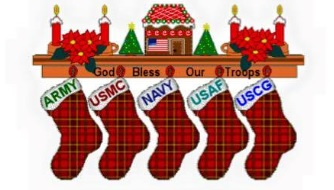 God Bless Our Troops
ARMY USMC NAVY USAF USCG